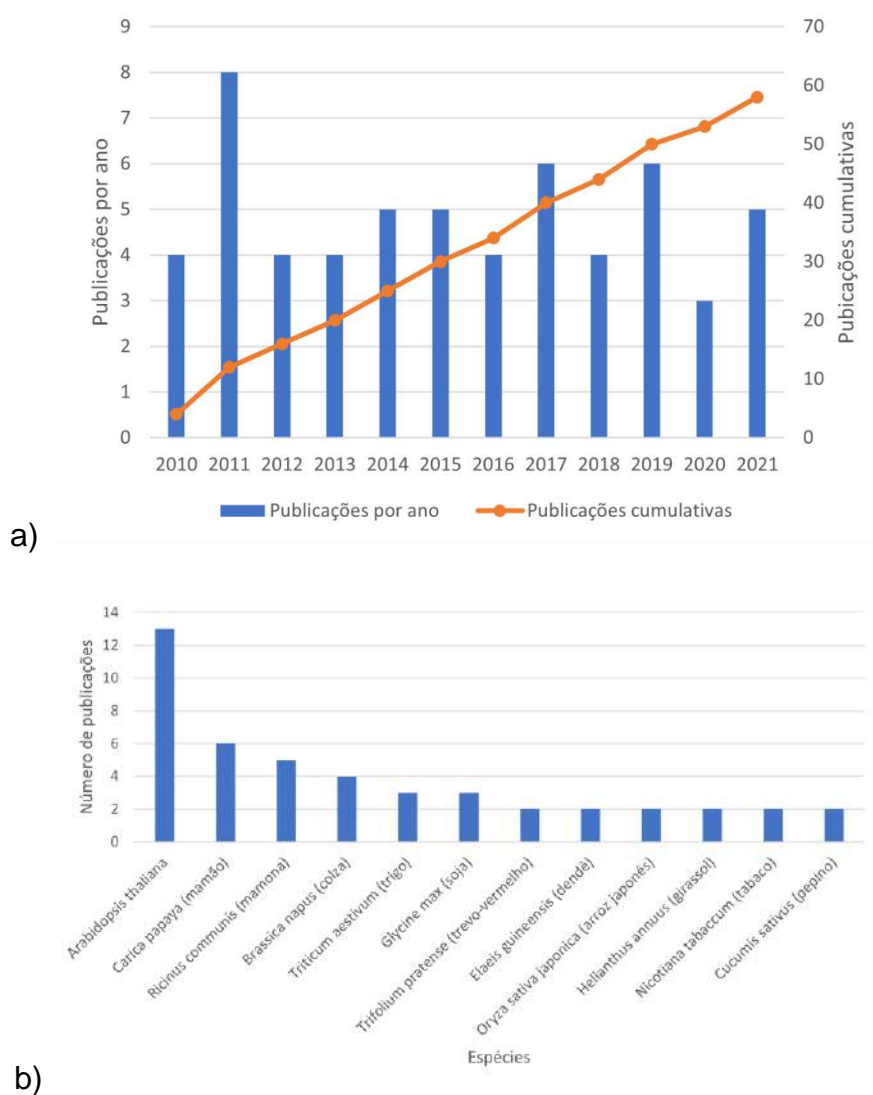 9
8
7
6
5
4
3
2
1
0
Publicações por ano
70
60
50
40
30
20
10
0
Pubicações cumulativas
2010 2011 2012 2013 2014 2015 2016 2017 2018 2019 2020 2021
Publicações por ano Publicações cumulativas
a)
14
12
10
8
6
4
2
0
Número de publicações
Arabidopsis thaliana
Carica papaya (mamão)
Ricinus communis (mamona)
Brassica napus (colza)
Triticum aestivum (trigo)
Glycine max (soja)
Trifolium pratense (trevo-vermelho)
Elaeis guineensis (dendê)
Oryza sativa japonica (arroz japonês)
Helianthus annuus (girassol)
Nicotiana tabaccum (tabaco)
Cucumis sativus (pepino)
Espécies
b)